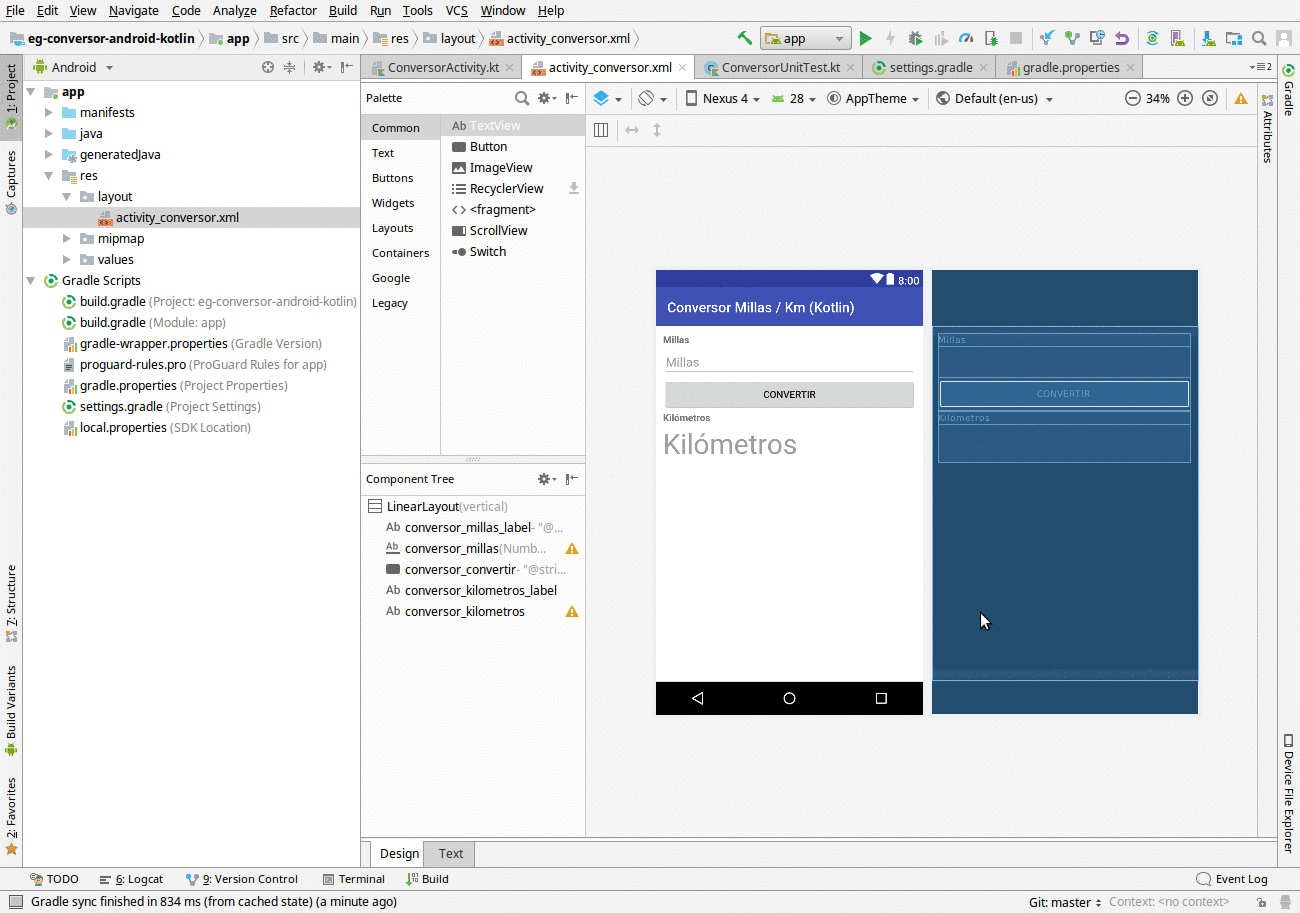 File Edit View Navigate Code Analyze Refactor Build Run Tools VCS Window Help
eg-conversor-android-kotlin app src main res layout activity_conversor.xml app
1: Project
Captures
7: Structure
Build Variants
2: Favorites
Android
app
manifests
java
generatedJava
res
layout
activity_conversor.xml
mipmap
values
Gradle Scripts
build.gradle (Project: eg-conversor-android-kotlin)
build.gradle (Module: app)
gradle-wrapper.properties (Gradle Version)
proguard-rules.pro (ProGuard Rules for app)
gradle.properties (Project Properties)
settings.gradle (Project Settings)
local.properties (SDK Location)
ConversorActivity.kt activity_conversor.xml ConversorUnitTest.kt settings.gradle gradle.properties 2
Palette
Common
Text
Buttons
Widgets
Layouts
Containers
Google
Legacy
Ab TextView
Button
ImageView
RecyclerView
<> <fragment>
ScrollView
Switch
Component Tree
LinearLayout(vertical)
Ab conversor_millas_label- "@...
Ab conversor_millas(Numb...
conversor_convertir- "@stri...
Ab conversor_kilometros_label
Ab conversor_kilometros
Nexus 4 28 AppTheme Default (en-us) 34%
8:00
Conversor Millas / Km (Kotlin)
Millas
Millas
CONVERTIR
Kilómetros
Kilómetros
Millas
CONVERTIR
Kilómetros
Gradle
Attributes
Device File Explorer
Design Text
TODO 6: Logcat 9: Version Control Terminal Build Event Log
Gradle sync finished in 834 ms (from cached state) (a minute ago) Git: master Context: <no context>